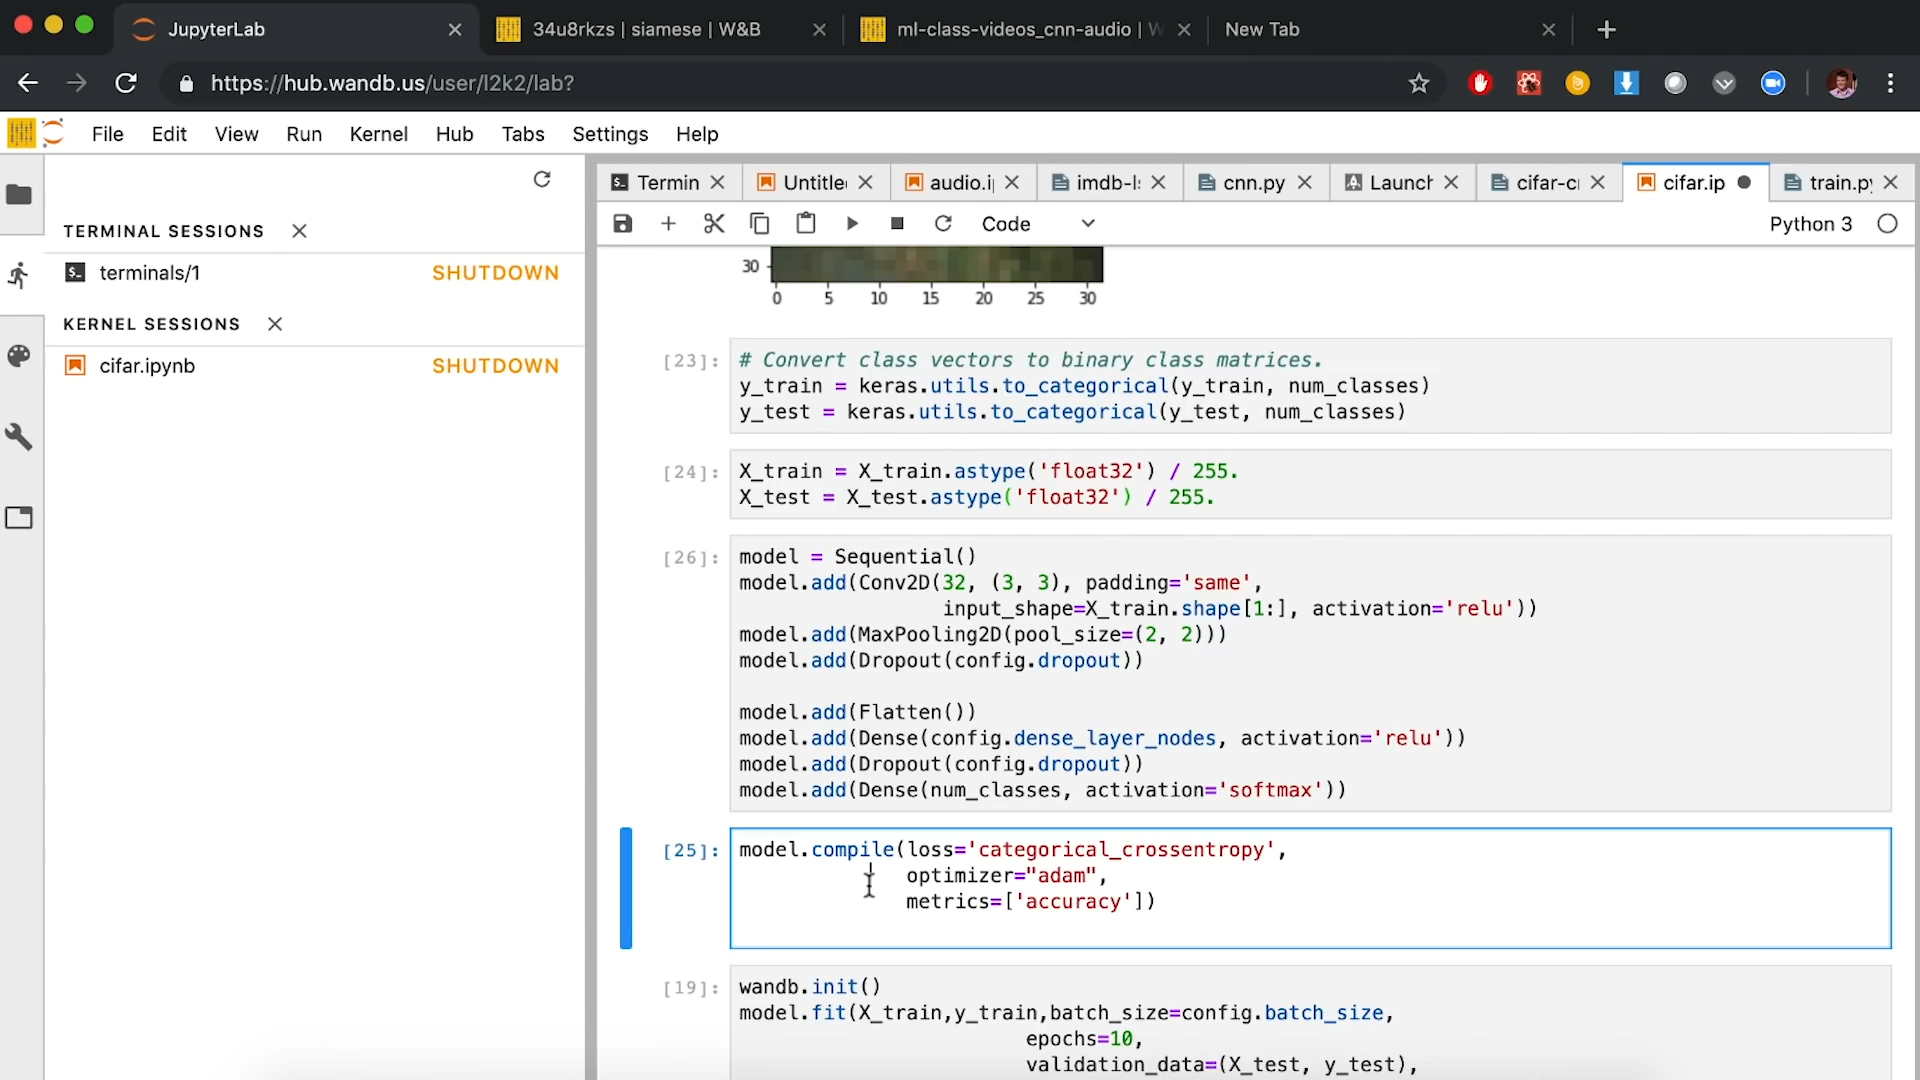 JupyterLab
34u8rkzs | siamese | W&B
ml-class-videos_cnn-audio | W
New Tab
https://hub.wandb.us/user/l2k2/lab?
File Edit View Run Kernel Hub Tabs Settings Help
Termin
Untitle
audio.i
imdb-l
cnn.py
Launch
cifar-c
cifar.ip
train.py
Code
Python 3
TERMINAL SESSIONS
terminals/1 SHUTDOWN
KERNEL SESSIONS
cifar.ipynb SHUTDOWN
30
0 5 10 15 20 25 30
[23]: # Convert class vectors to binary class matrices.
y_train = keras.utils.to_categorical(y_train, num_classes)
y_test = keras.utils.to_categorical(y_test, num_classes)
[24]: X_train = X_train.astype('float32') / 255.
X_test = X_test.astype('float32') / 255.
[26]: model = Sequential()
model.add(Conv2D(32, (3, 3), padding='same',
input_shape=X_train.shape[1:], activation='relu'))
model.add(MaxPooling2D(pool_size=(2, 2)))
model.add(Dropout(config.dropout))
model.add(Flatten())
model.add(Dense(config.dense_layer_nodes, activation='relu'))
model.add(Dropout(config.dropout))
model.add(Dense(num_classes, activation='softmax'))
[25]: model.compile(loss='categorical_crossentropy',
optimizer="adam",
metrics=['accuracy'])
[19]: wandb.init()
model.fit(X_train,y_train,batch_size=config.batch_size,
epochs=10,
validation_data=(X_test, y_test),